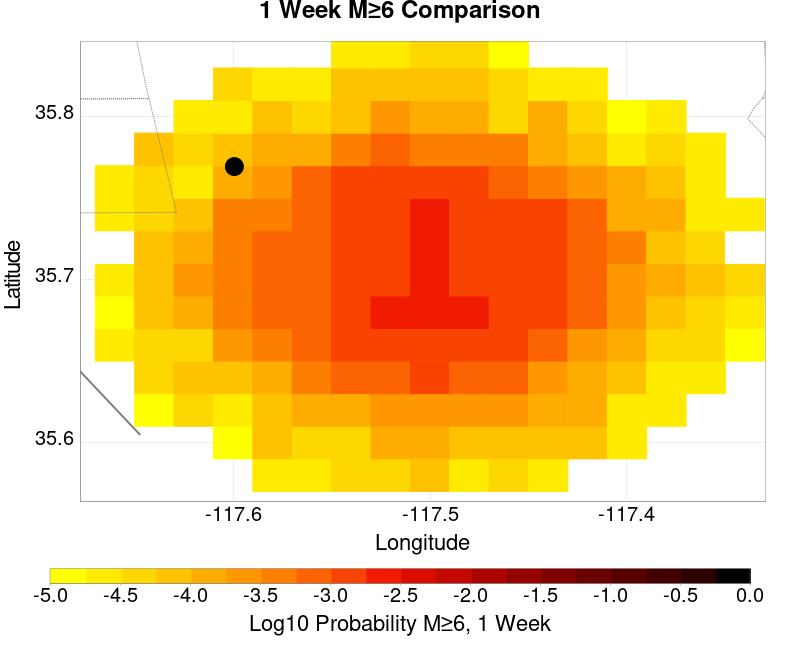 1 Week M≥6 Comparison
35.8
35.7
35.6
Latitude
-117.6 -117.5 -117.4
Longitude
-5.0 -4.5 -4.0 -3.5 -3.0 -2.5 -2.0 -1.5 -1.0 -0.5 0.0
Log10 Probability M≥6, 1 Week